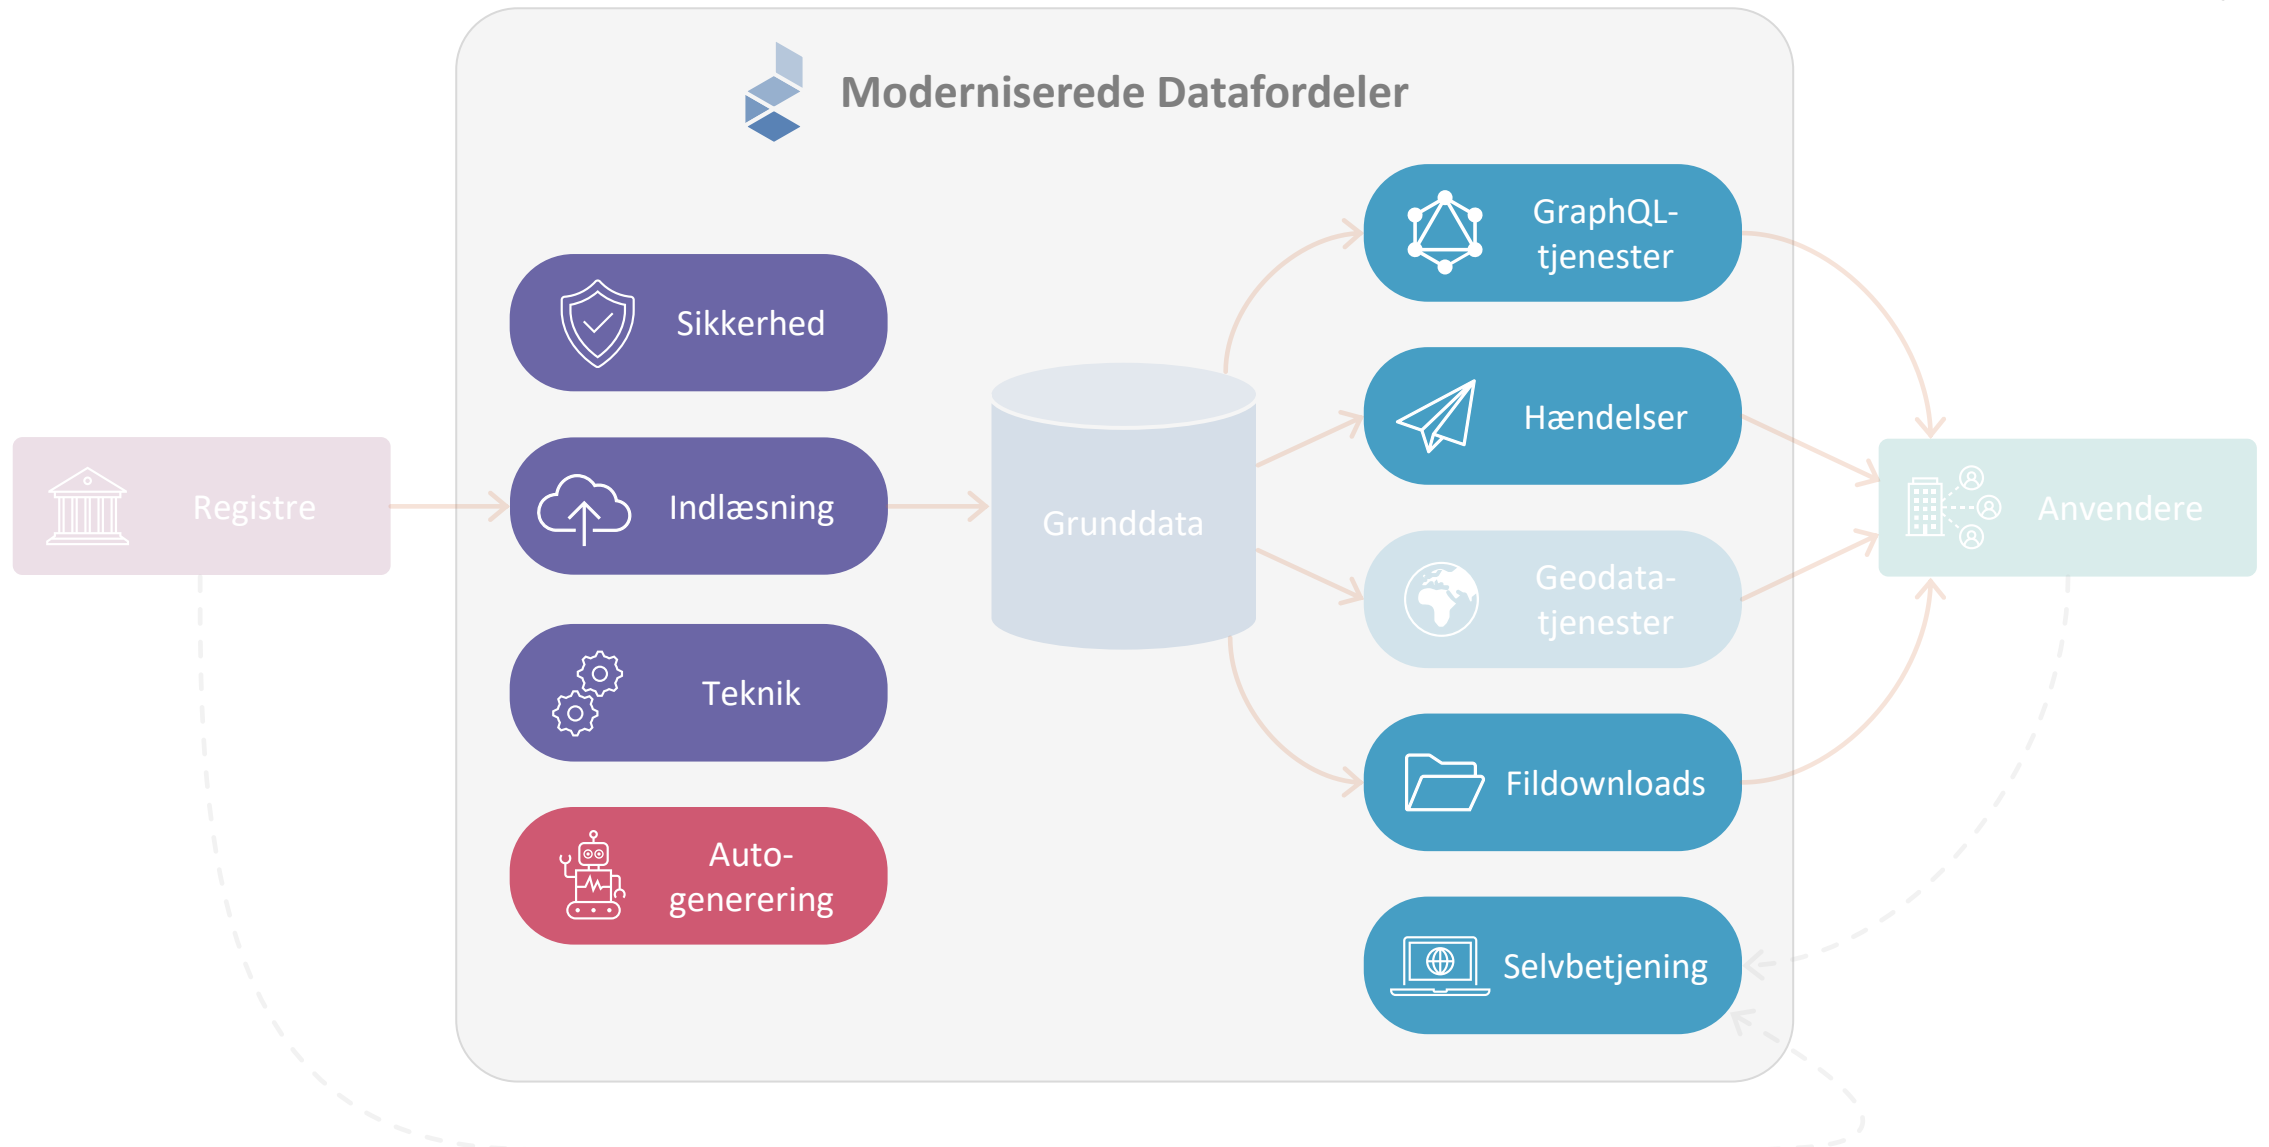 Moderniserede Datafordeler
Registre
Sikkerhed
Indlæsning
Teknik
Auto-
generering
Grunddata
GraphQL-
tjenester
Hændelser
Geodata-
tjenester
Fildownloads
Selvbetjening
Anvendere